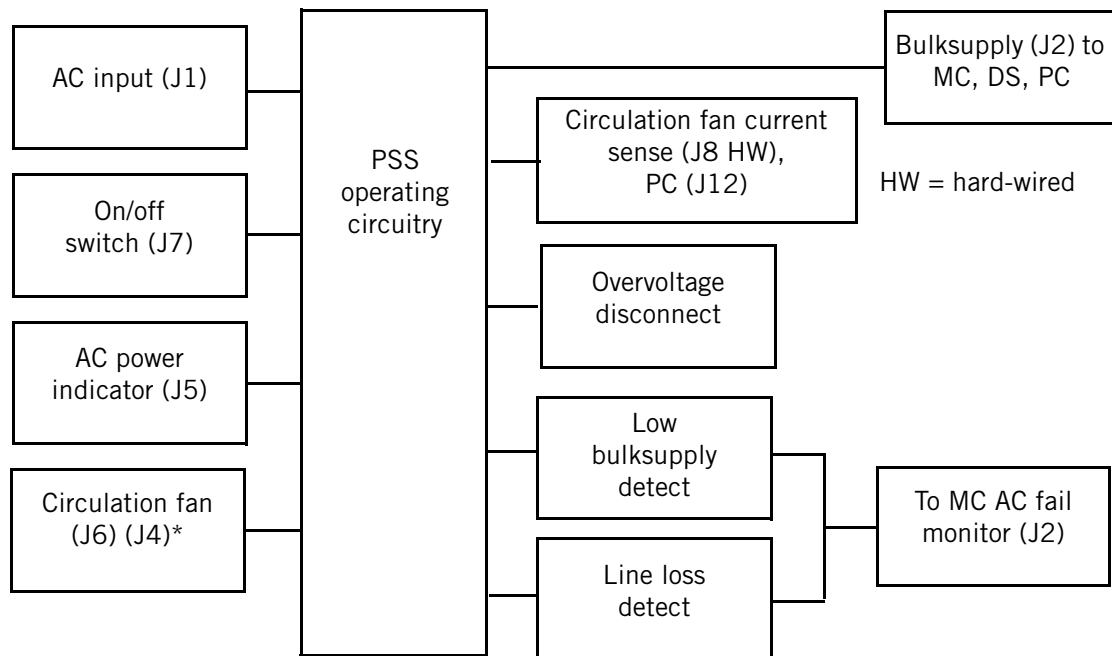 AC input (J1)
On/off
switch (J7)
AC power
indicator (J5)
Circulation fan
(J6) (J4)*
PSS
operating
circuitry
Bulksupply (J2) to
MC, DS, PC
Circulation fan current
sense (J8 HW),
PC (J12)
HW = hard-wired
Overvoltage
disconnect
Low
bulksupply
detect
Line loss
detect
To MC AC fail
monitor (J2)